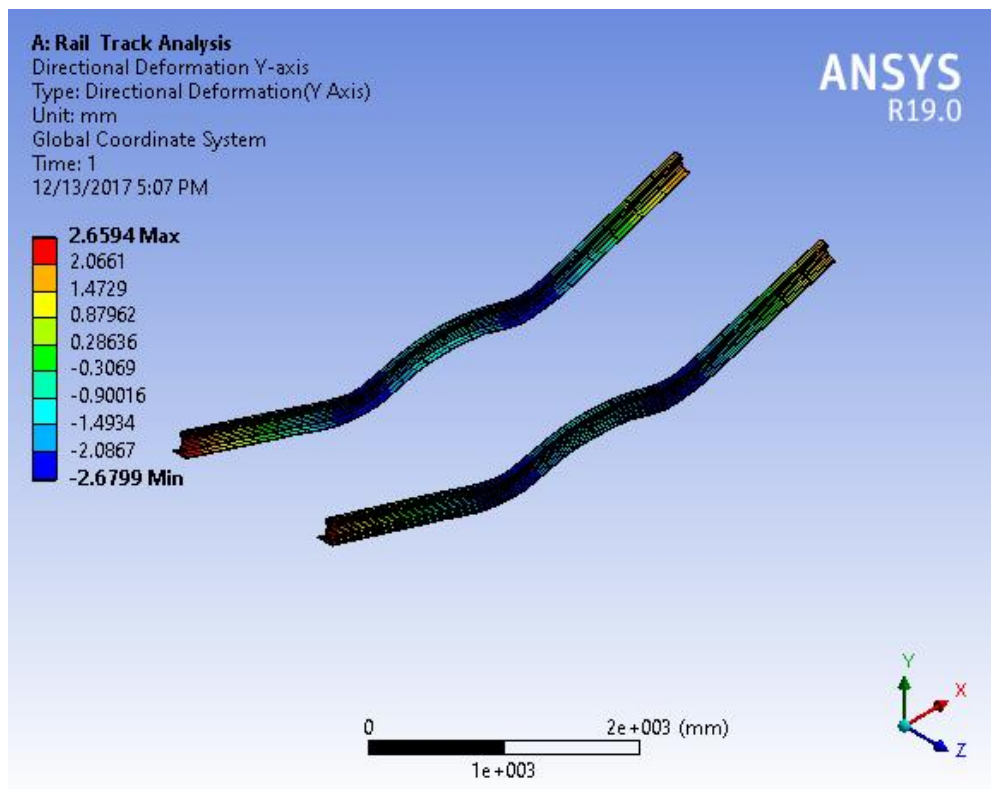 A: Rail Track Analysis
Directional Deformation Y-axis
Type: Directional Deformation(Y Axis)
Unit: mm
Global Coordinate System
Time: 1
12/13/2017 5:07 PM
ANSYS
R19.0
2.6594 Max
2.0661
1.4729
0.87962
0.28636
-0.3069
-0.90016
-1.4934
-2.0867
-2.6799 Min
0
2e+003 (mm)
1e+003
Y
X
Z